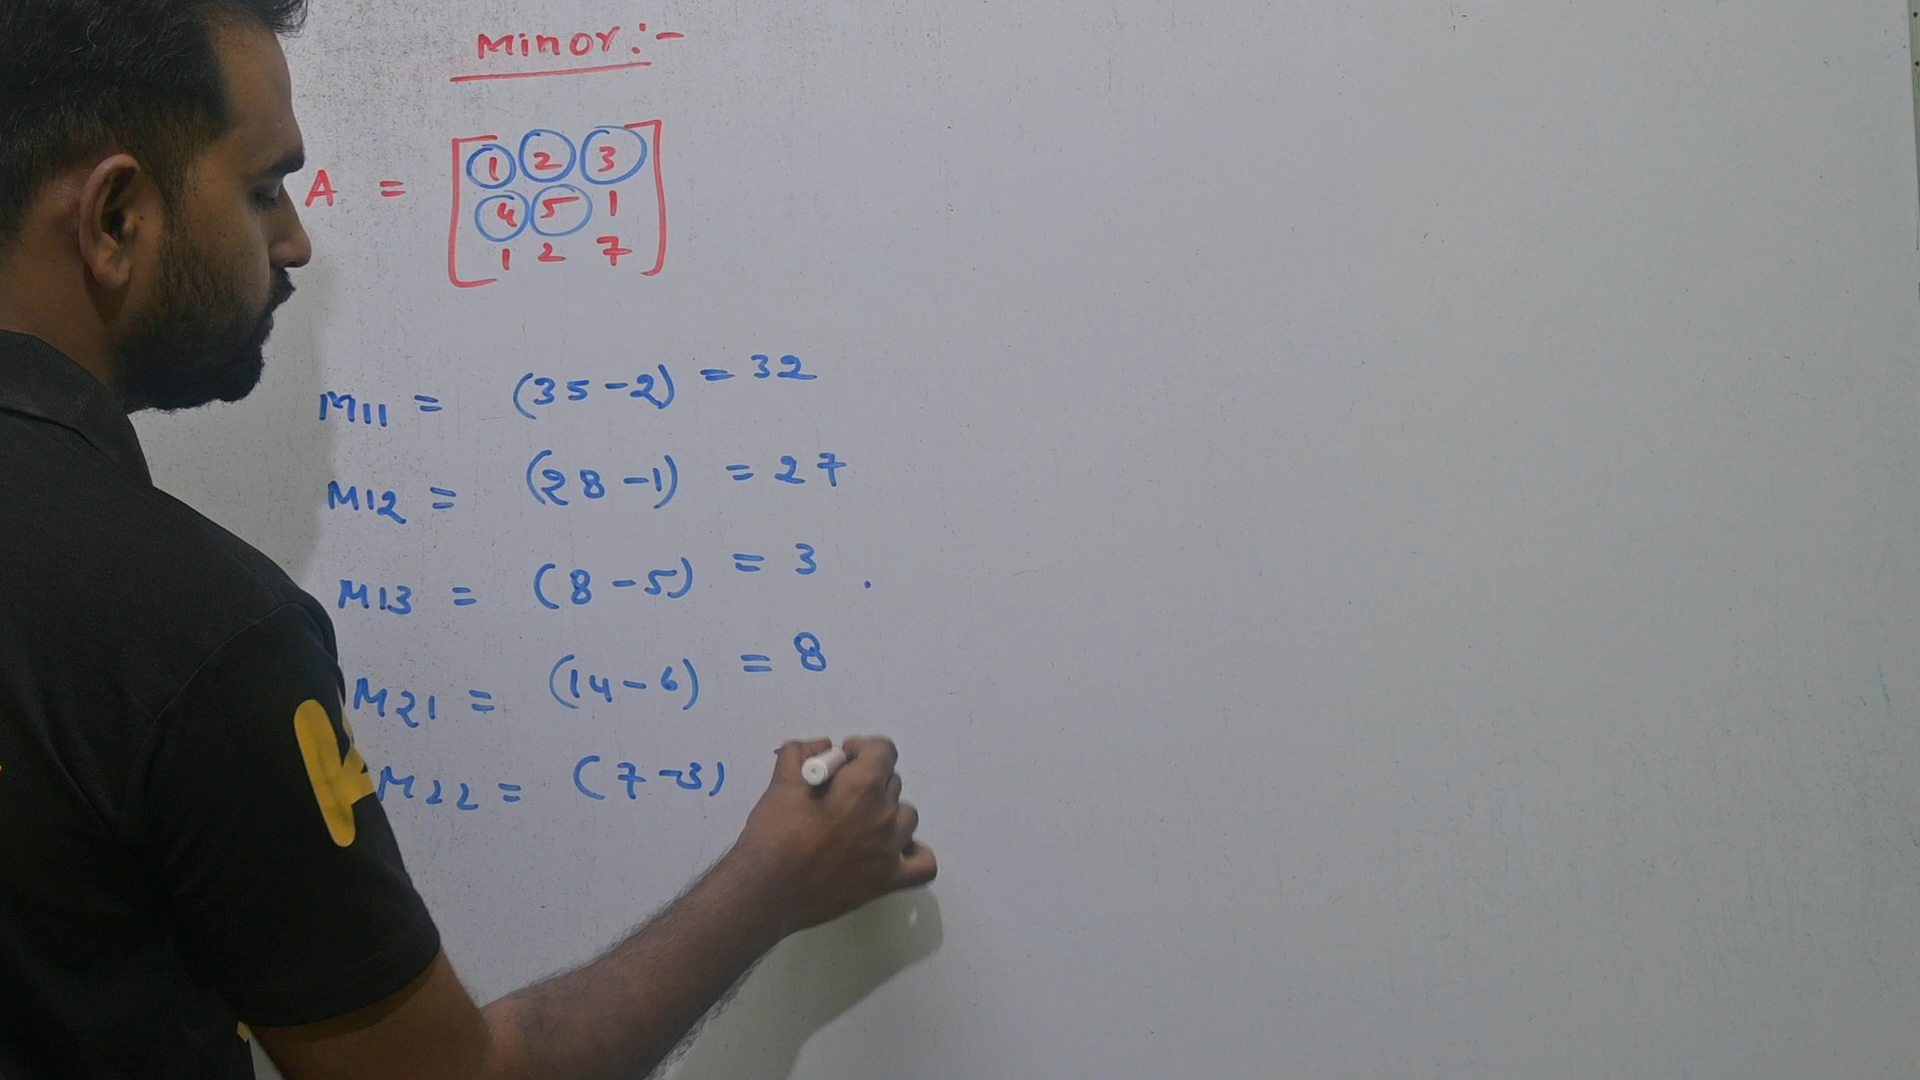 Minor:-
A = [1 2 3
4 5 1
1 2 7]
M11 = (35-2) = 32
M12 = (28-1) = 27
M13 = (8-5) = 3 .
M21 = (14-6) = 8
M22 = (7-3)